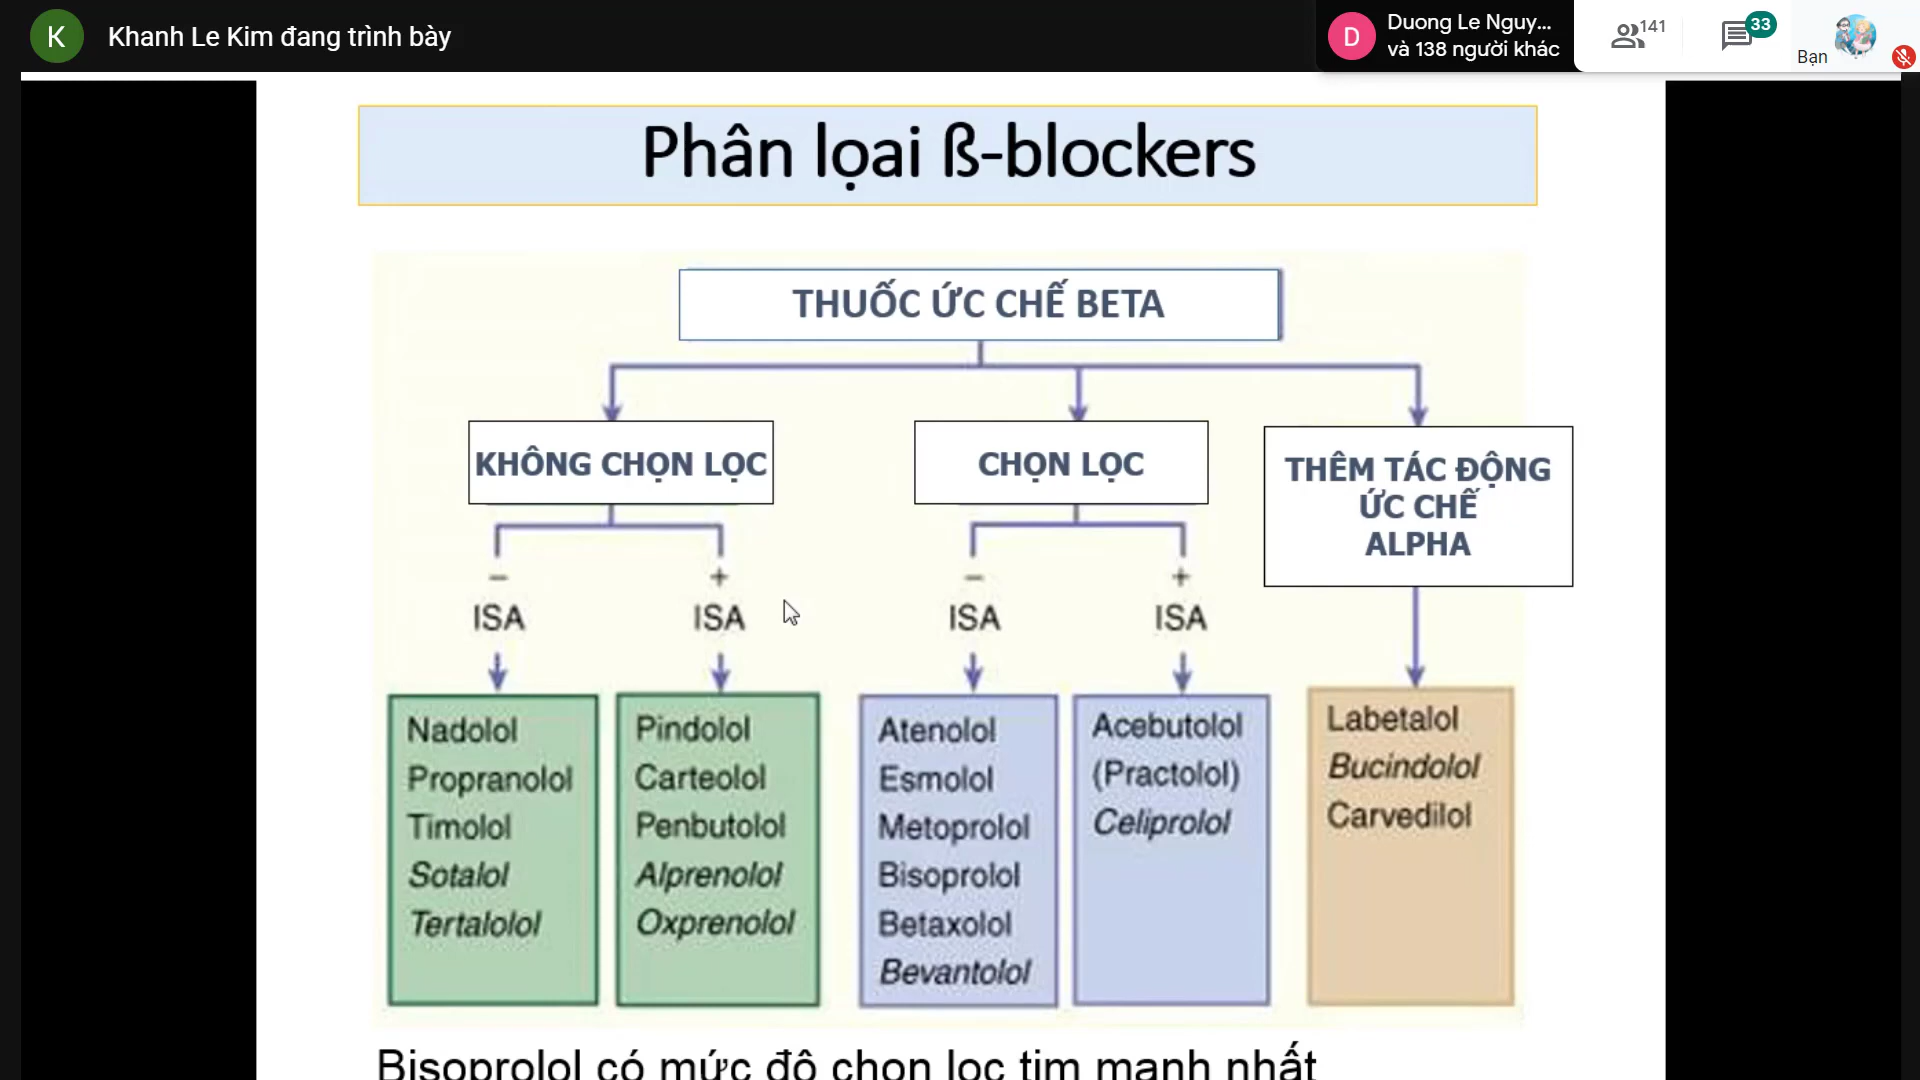 K
Khanh Le Kim đang trình bày
D
Duong Le Nguy...
và 138 người khác
141
33
Bạn
Phân lọai ß-blockers
THUỐC ỨC CHẾ BETA
KHÔNG CHỌN LỌC
CHỌN LỌC
THÊM TÁC ĐỘNG
ỨC CHẾ
ALPHA
–
ISA
+
ISA
–
ISA
+
ISA
Nadolol
Propranolol
Timolol
Sotalol
Tertalolol
Pindolol
Carteolol
Penbutolol
Alprenolol
Oxprenolol
Atenolol
Esmolol
Metoprolol
Bisoprolol
Betaxolol
Bevantolol
Acebutolol
(Practolol)
Celiprolol
Labetalol
Bucindolol
Carvedilol
Bisoprolol có mức độ chọn lọc tim mạnh nhất